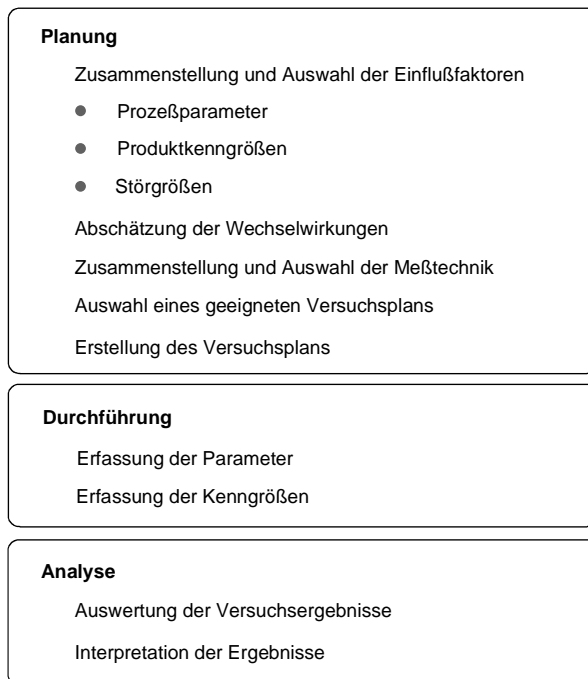 Planung
Zusammenstellung und Auswahl der Einflußfaktoren
● Prozeßparameter
● Produktkenngrößen
● Störgrößen
Abschätzung der Wechselwirkungen
Zusammenstellung und Auswahl der Meßtechnik
Auswahl eines geeigneten Versuchsplans
Erstellung des Versuchsplans
Durchführung
Erfassung der Parameter
Erfassung der Kenngrößen
Analyse
Auswertung der Versuchsergebnisse
Interpretation der Ergebnisse